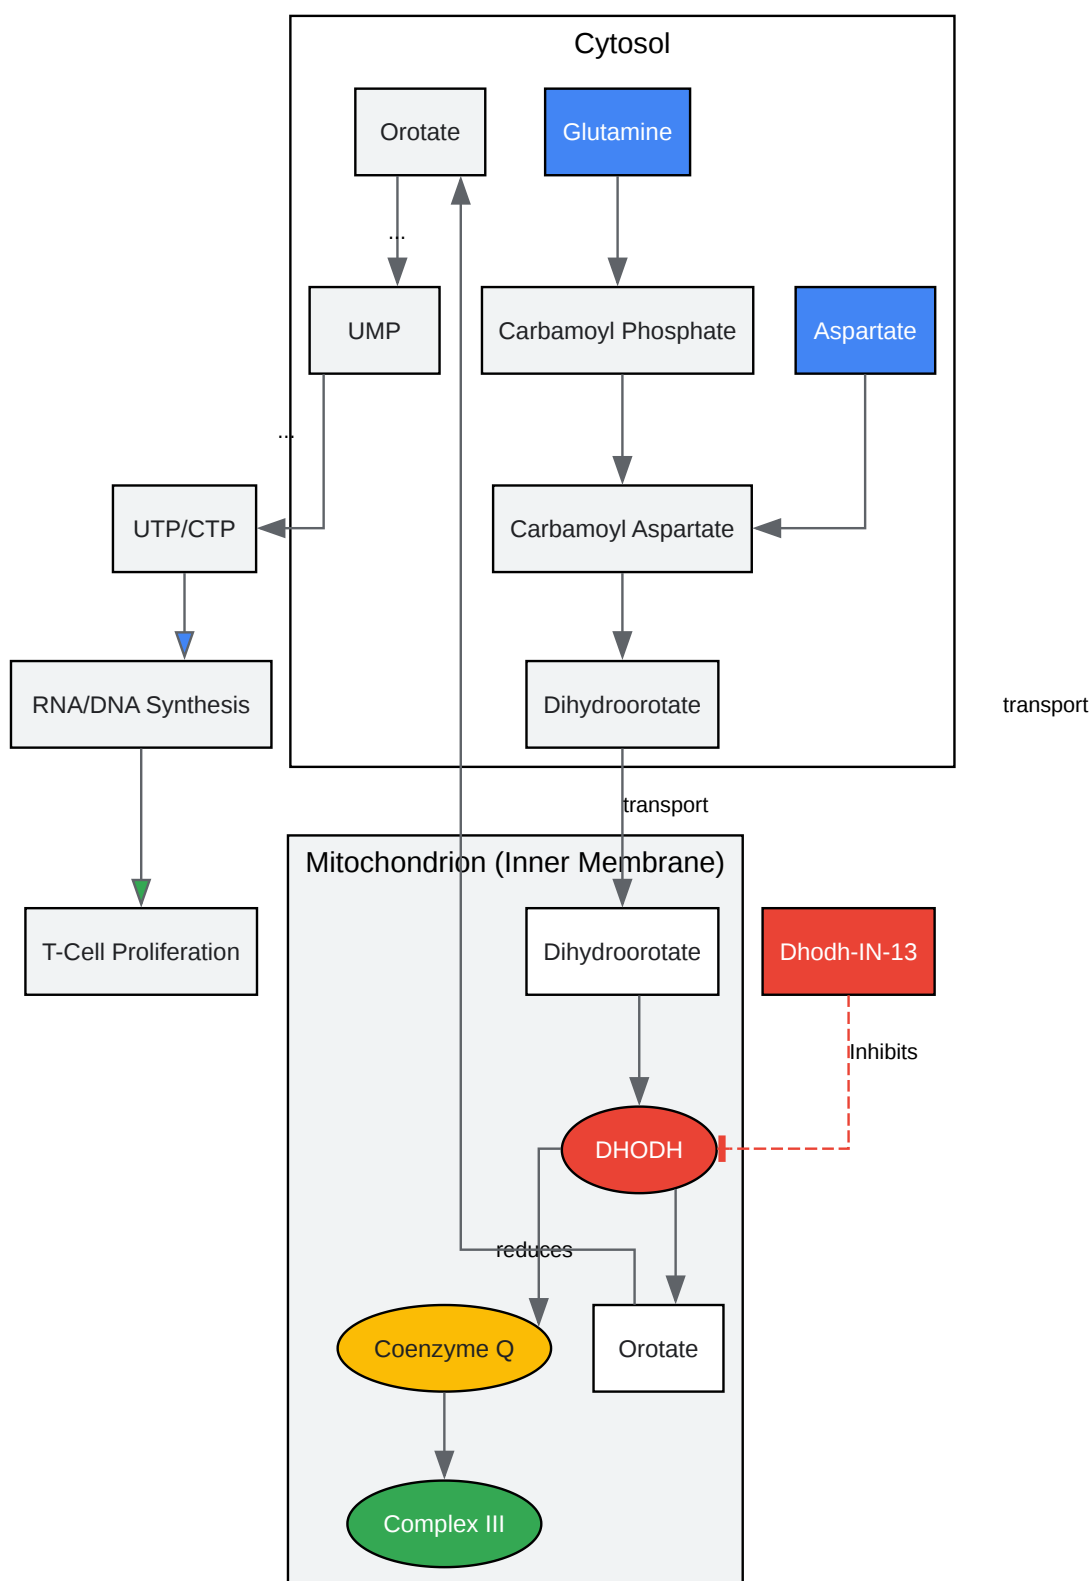 Cytosol
Orotate
Glutamine
...
UMP
Carbamoyl Phosphate
Aspartate
...
UTP/CTP
Carbamoyl Aspartate
RNA/DNA Synthesis
Dihydroorotate
transport
transport
Mitochondrion (Inner Membrane)
T-Cell Proliferation
Dihydroorotate
Dhodh-IN-13
Inhibits
DHODH
reduces
Coenzyme Q
Orotate
Complex III